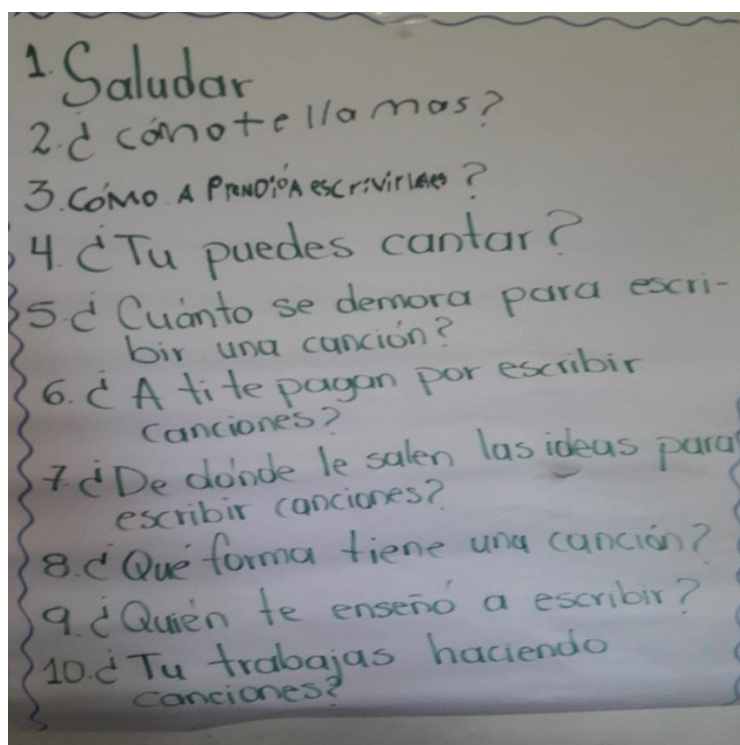 1. Saludar
2. ¿cómo te llamas?
3. CÓMO A PRENDIÓ A escrivir
4. ¿Tu puedes cantar?
5. ¿Cuánto se demora para escri-
bir una canción?
6. ¿A ti te pagan por escribir
canciones?
7. ¿De dónde le salen las ideas para
escribir canciones?
8. ¿Qué forma tiene una canción?
9. ¿Quién te enseñó a escribir?
10. ¿Tu trabajas haciendo
canciones?